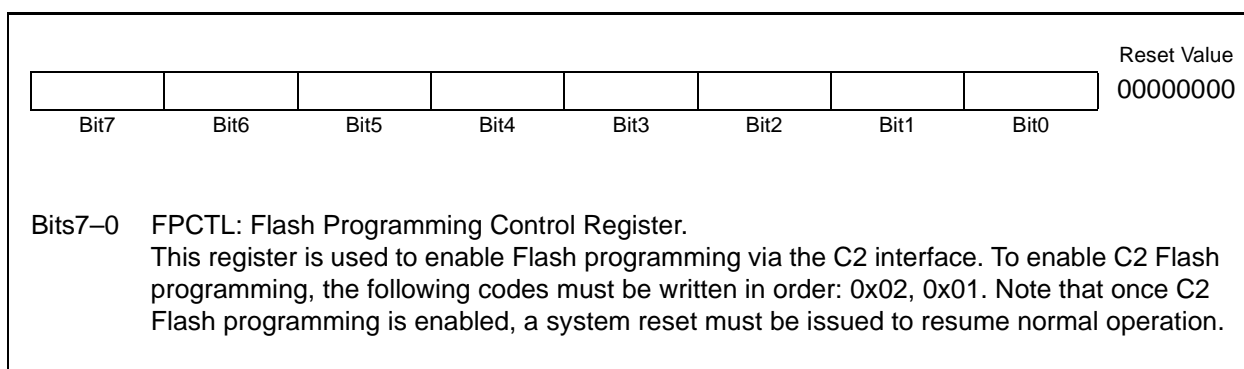 Reset Value
00000000
Bit7 Bit6 Bit5 Bit4 Bit3 Bit2 Bit1 Bit0
Bits7–0 FPCTL: Flash Programming Control Register.
This register is used to enable Flash programming via the C2 interface. To enable C2 Flash
programming, the following codes must be written in order: 0x02, 0x01. Note that once C2
Flash programming is enabled, a system reset must be issued to resume normal operation.